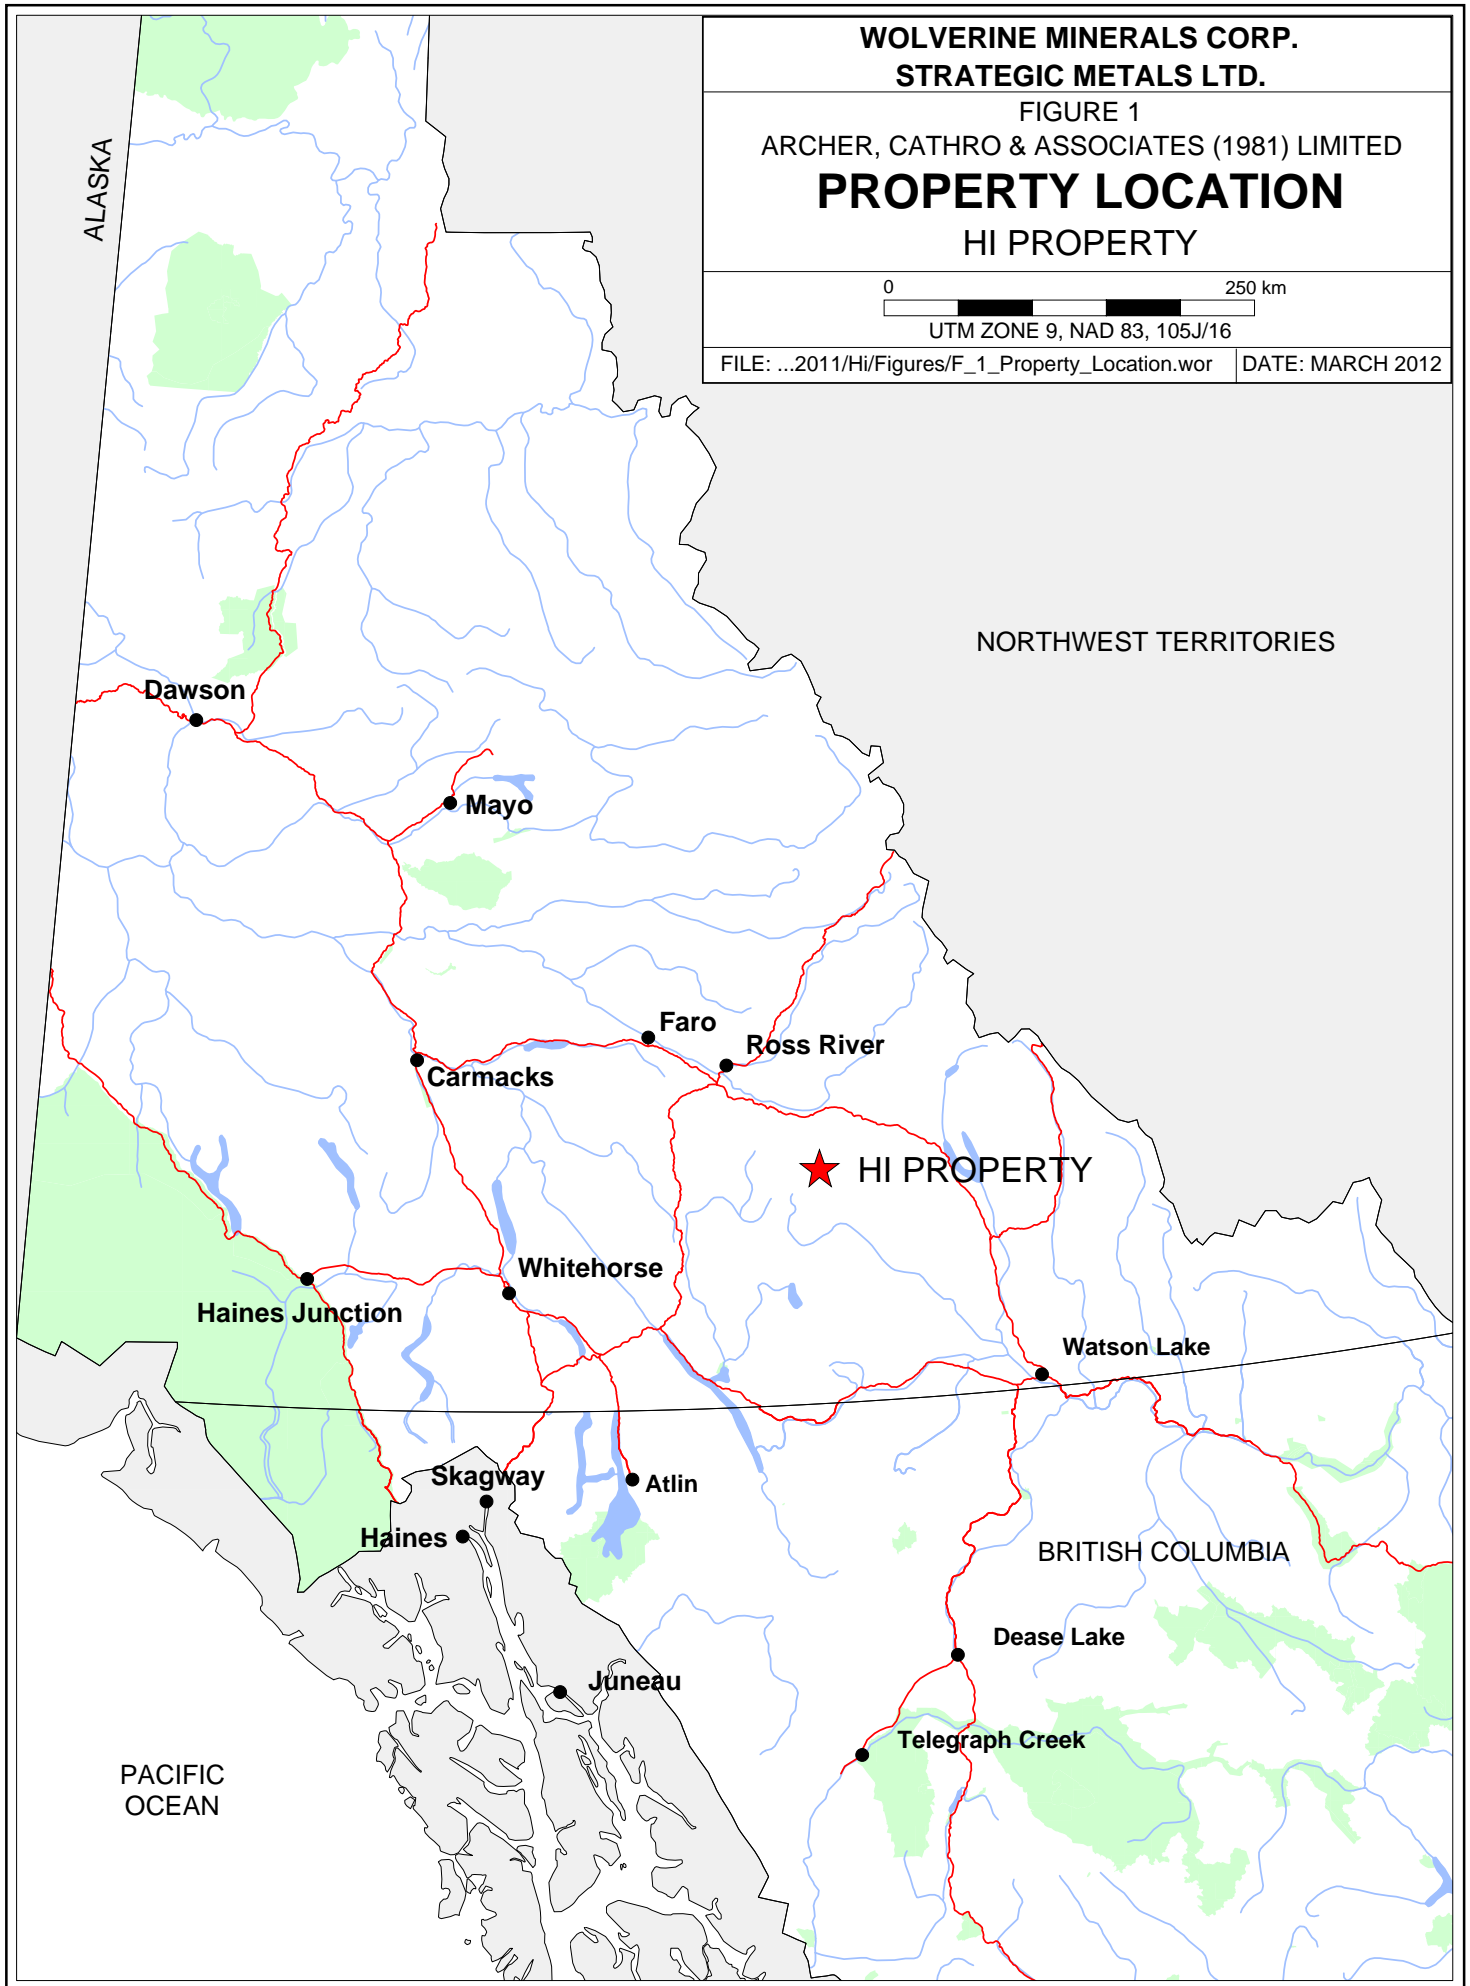 WOLVERINE MINERALS CORP.
STRATEGIC METALS LTD.
FIGURE 1
ARCHER, CATHRO & ASSOCIATES (1981) LIMITED
PROPERTY LOCATION
HI PROPERTY
0 250 km
UTM ZONE 9, NAD 83, 105J/16
FILE: ...2011/Hi/Figures/F_1_Property_Location.wor DATE: MARCH 2012
ALASKA
NORTHWEST TERRITORIES
Dawson
Mayo
Faro
Ross River
Carmacks
HI PROPERTY
Whitehorse
Haines Junction
Watson Lake
Skagway
Atlin
Haines
BRITISH COLUMBIA
Dease Lake
Juneau
Telegraph Creek
PACIFIC
OCEAN